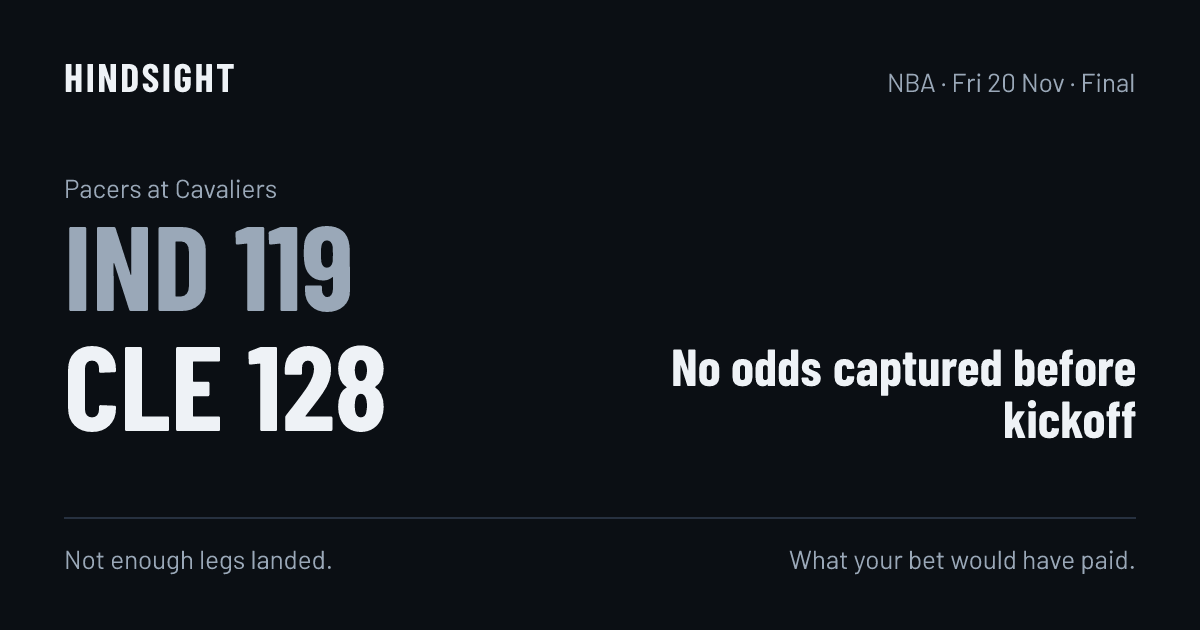 HINDSIGHT
NBA · Fri 20 Nov · Final
Pacers at Cavaliers
IND 119
CLE 128
No odds captured before
kickoff
Not enough legs landed.
What your bet would have paid.